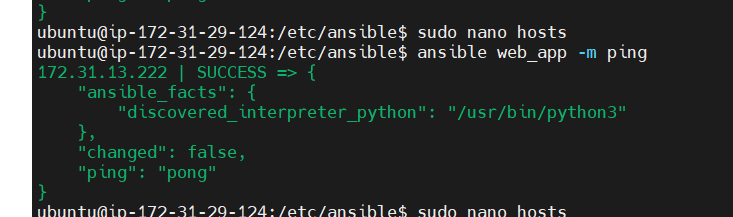 }
ubuntu@ip-172-31-29-124:/etc/ansible$ sudo nano hosts
ubuntu@ip-172-31-29-124:/etc/ansible$ ansible web_app -m ping
172.31.13.222 | SUCCESS => {
    "ansible_facts": {
        "discovered_interpreter_python": "/usr/bin/python3"
    },
    "changed": false,
    "ping": "pong"
}
ubuntu@ip-172-31-29-124:/etc/ansible$ sudo nano hosts